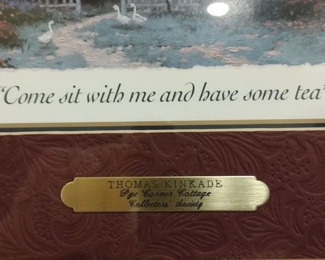 "Come sit with me and have some tea"
THOMAS KINKADE
Pye Corner Cottage
Collectors' Society